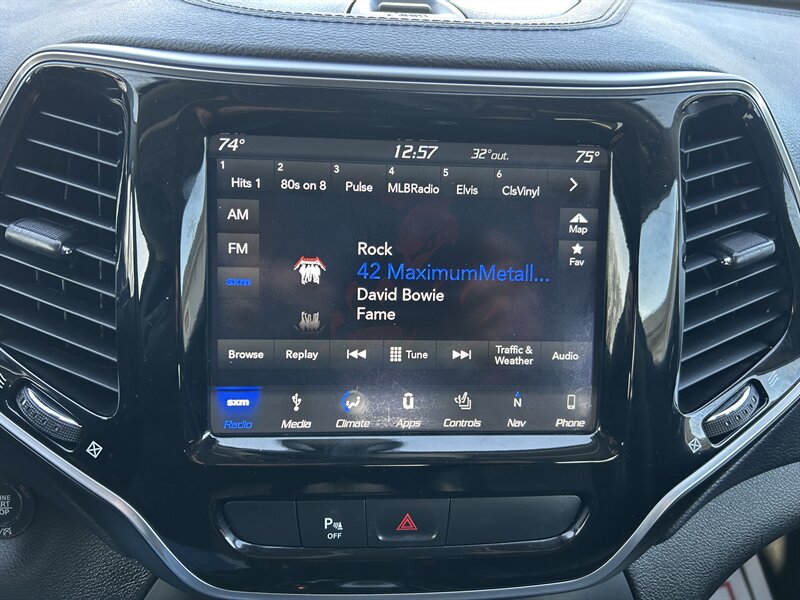 74° 12:57 32°out. 75°
1 2 3 4 5 6
Hits 1 80s on 8 Pulse MLBRadio Elvis ClsVinyl
AM
Map
FM
Fav
sxm
Rock
42 MaximumMetall...
David Bowie
Fame
Browse Replay Tune Traffic & Weather Audio
sxm N
Radio Media Climate Apps Controls Nav Phone
P
OFF